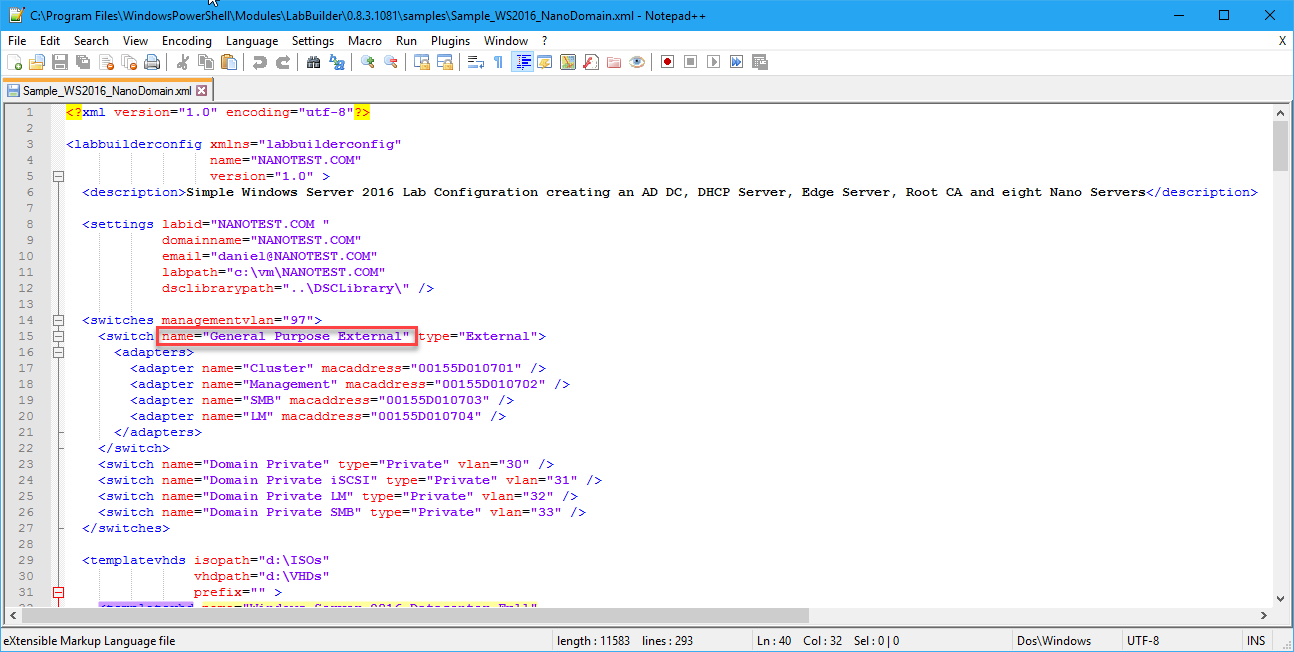 C:\Program Files\WindowsPowerShell\Modules\LabBuilder\0.8.3.1081\samples\Sample_WS2016_NanoDomain.xml - Notepad++
File Edit Search View Encoding Language Settings Macro Run Plugins Window ? X
Sample_WS2016_NanoDomain.xml
1 <?xml version="1.0" encoding="utf-8"?>
2
3 <labbuilderconfig xmlns="labbuilderconfig"
4 name="NANOTEST.COM"
5 version="1.0" >
6 <description>Simple Windows Server 2016 Lab Configuration creating an AD DC, DHCP Server, Edge Server, Root CA and eight Nano Servers</description>
7
8 <settings labid="NANOTEST.COM "
9 domainname="NANOTEST.COM"
10 email="daniel@NANOTEST.COM"
11 labpath="c:\vm\NANOTEST.COM"
12 dsclibrarypath="..\DSCLibrary\" />
13
14 <switches managementvlan="97">
15 <switch name="General Purpose External" type="External">
16 <adapters>
17 <adapter name="Cluster" macaddress="00155D010701" />
18 <adapter name="Management" macaddress="00155D010702" />
19 <adapter name="SMB" macaddress="00155D010703" />
20 <adapter name="LM" macaddress="00155D010704" />
21 </adapters>
22 </switch>
23 <switch name="Domain Private" type="Private" vlan="30" />
24 <switch name="Domain Private iSCSI" type="Private" vlan="31" />
25 <switch name="Domain Private LM" type="Private" vlan="32" />
26 <switch name="Domain Private SMB" type="Private" vlan="33" />
27 </switches>
28
29 <templatevhds isopath="d:\ISOs"
30 vhdpath="d:\VHDs"
31 prefix="" >
32 <templatevhd name="Windows Server 2016 Datacenter Full"
eXtensible Markup Language file length : 11583 lines : 293 Ln : 40 Col : 32 Sel : 0 | 0 Dos\Windows UTF-8 INS